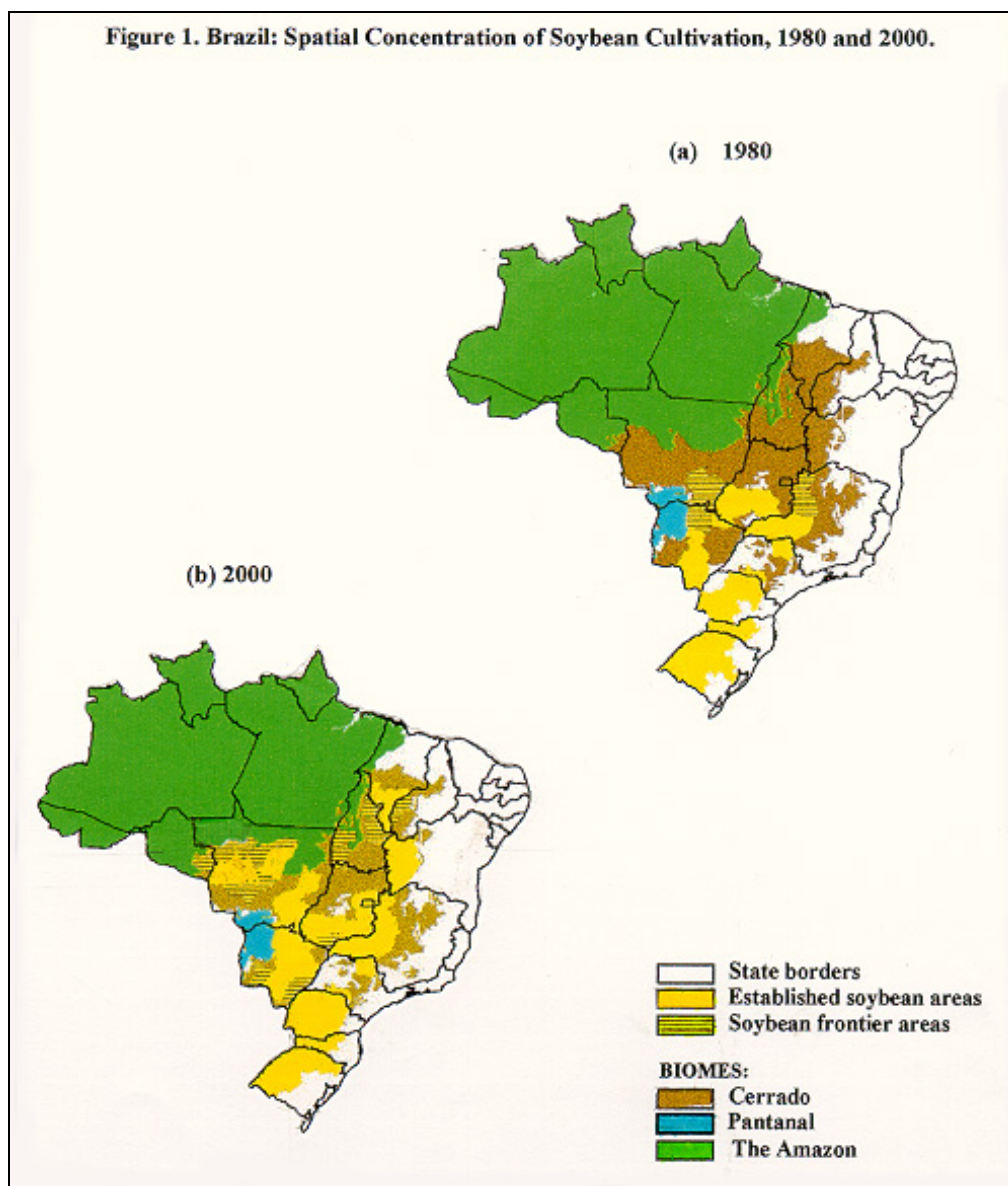 Figure 1. Brazil: Spatial Concentration of Soybean Cultivation, 1980 and 2000.
(a) 1980
(b) 2000
State borders
Established soybean areas
Soybean frontier areas
BIOMES:
Cerrado
Pantanal
The Amazon